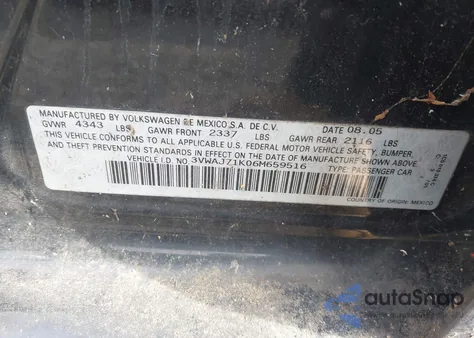 MANUFACTURED BY VOLKSWAGEN DE MEXICO S.A. DE C.V. DATE 08.05
GVWR 4343 LBS GAWR FRONT 2337 LBS GAWR REAR 2116 LBS
THIS VEHICLE CONFORMS TO ALL APPLICABLE U.S. FEDERAL MOTOR VEHICLE SAFETY, BUMPER,
AND THEFT PREVENTION STANDARDS IN EFFECT ON THE DATE OF MANUFACTURE SHOWN ABOVE.
VEHICLE I.D. NO.: 3VWAJ71K06M659516 TYPE: PASSENGER CAR
COUNTRY OF ORIGIN: MEXICO
autoSnap